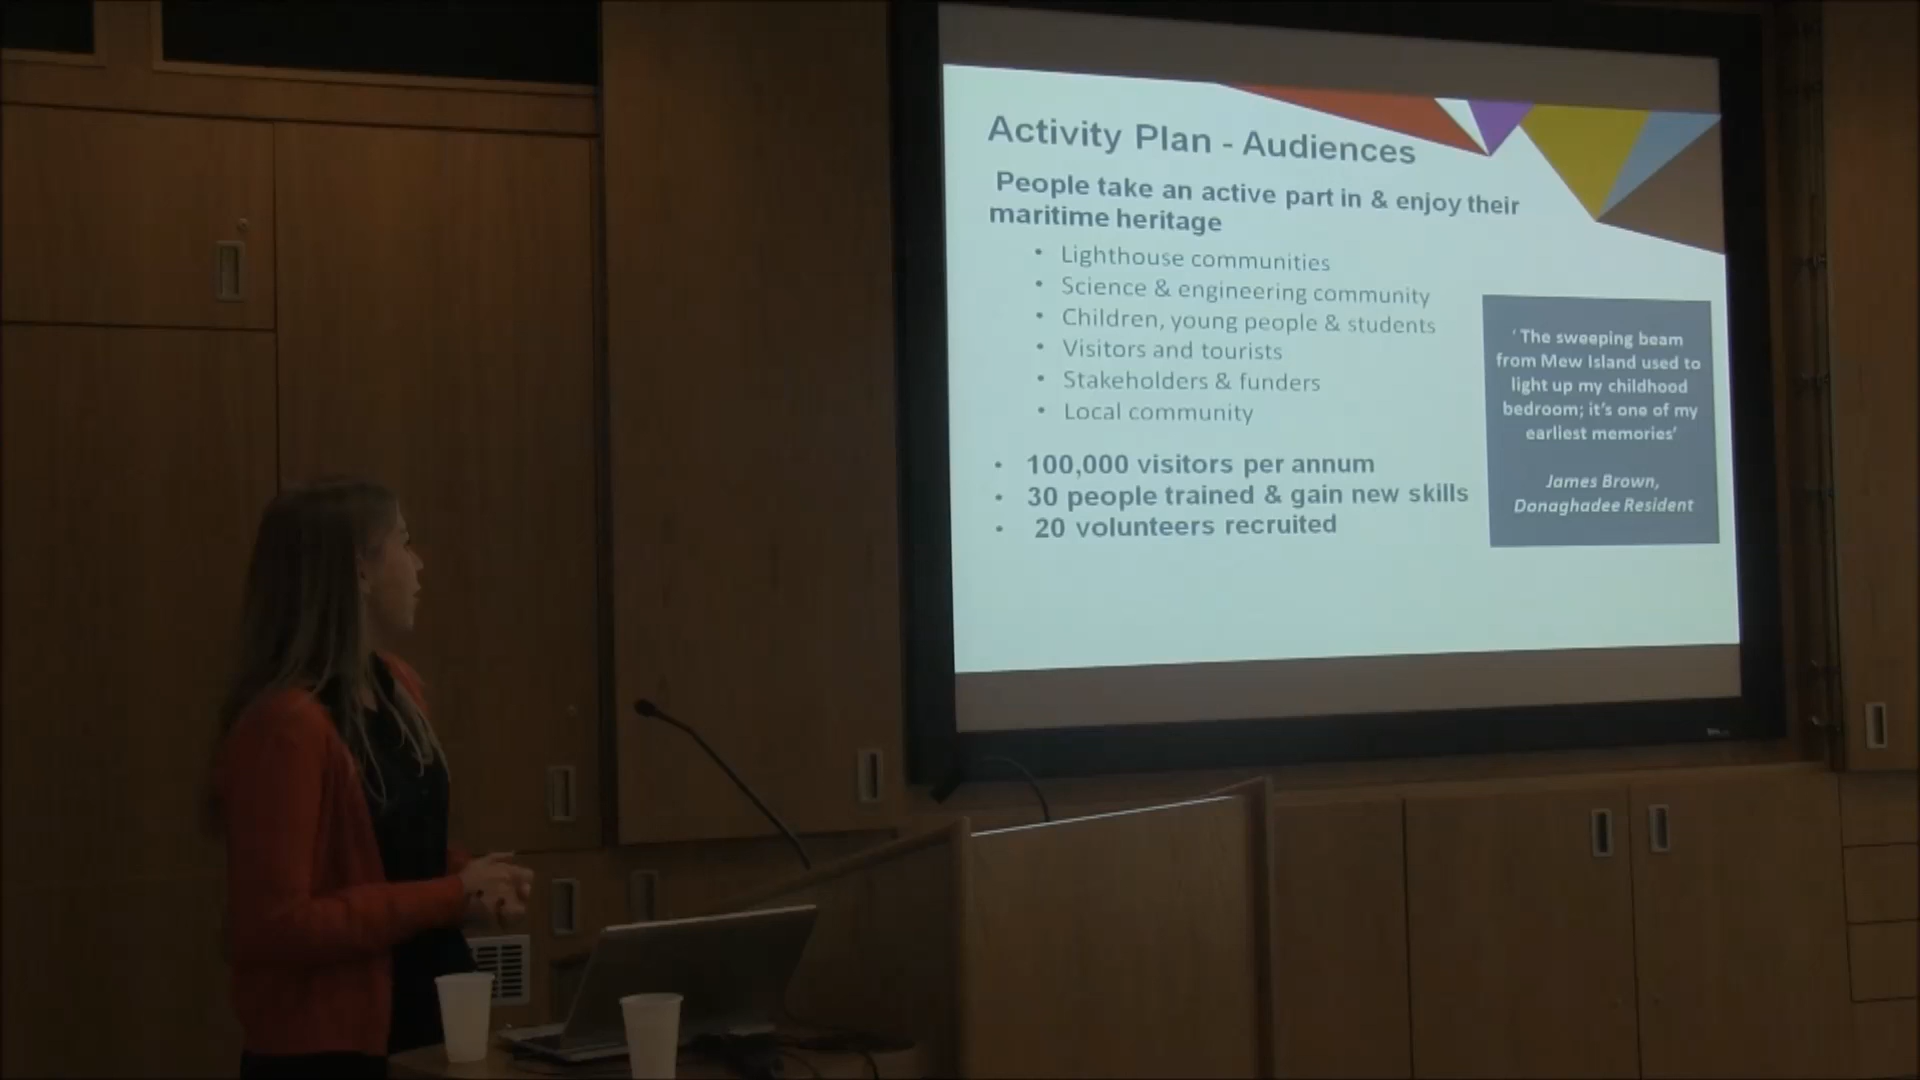 Activity Plan - Audiences
People take an active part in & enjoy their
maritime heritage
• Lighthouse communities
• Science & engineering community
• Children, young people & students
• Visitors and tourists
• Stakeholders & funders
• Local community
• 100,000 visitors per annum
• 30 people trained & gain new skills
• 20 volunteers recruited
‘ The sweeping beam
from Mew Island used to
light up my childhood
bedroom; it’s one of my
earliest memories’
James Brown,
Donaghadee Resident